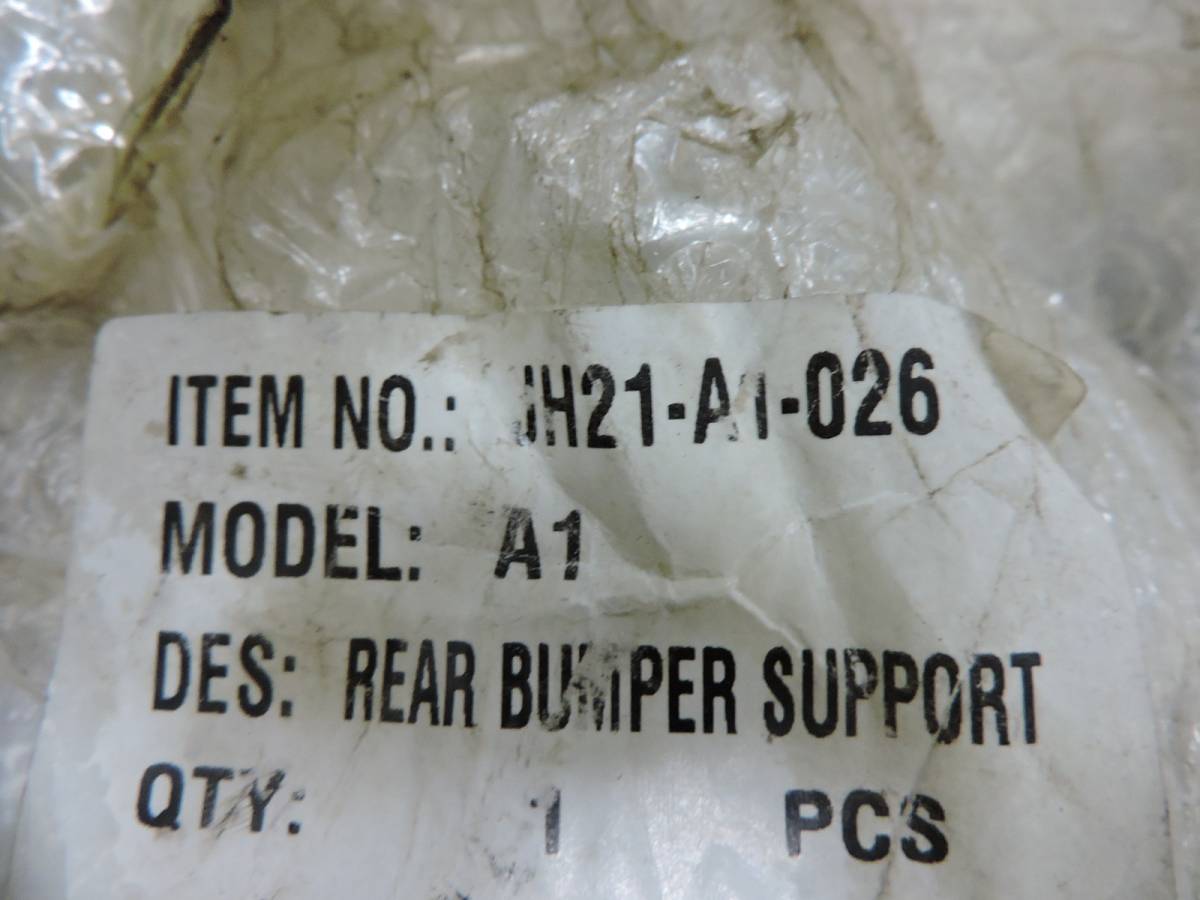 ITEM NO.: JH21-A1-026
MODEL: A1
DES: REAR BUMPER SUPPORT
QTY: 1 PCS